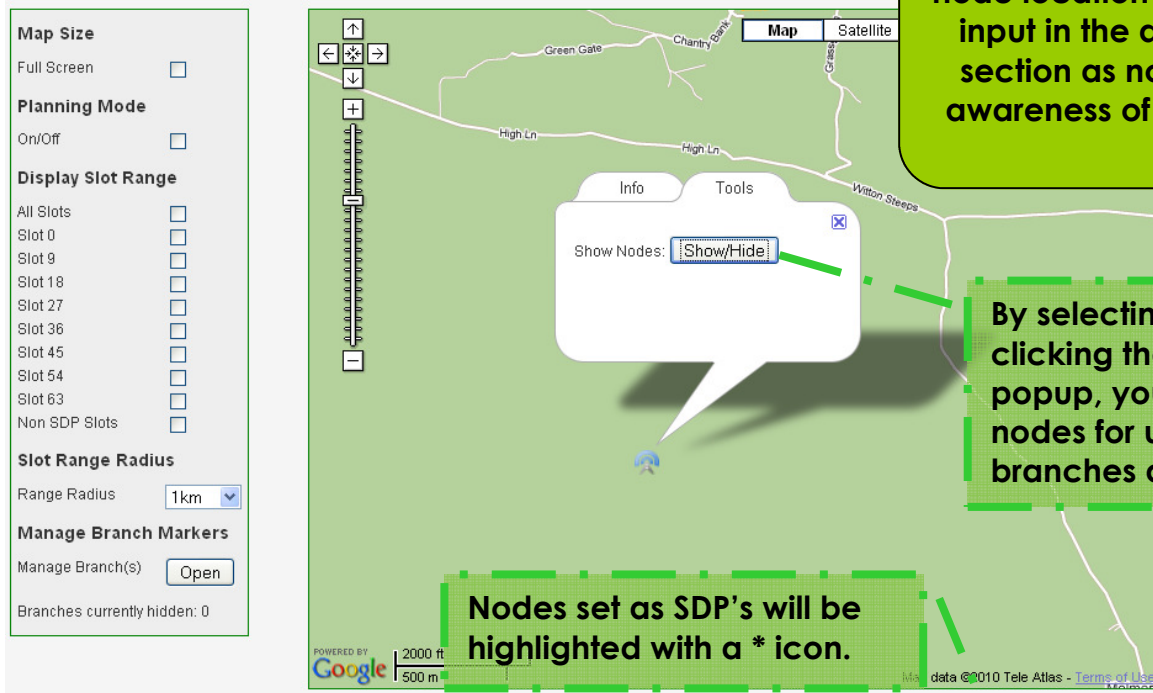 Map Size
Full Screen
Planning Mode
On/Off
Display Slot Range
All Slots
Slot 0
Slot 9
Slot 18
Slot 27
Slot 36
Slot 45
Slot 54
Slot 63
Non SDP Slots
Slot Range Radius
Range Radius 1km
Manage Branch Markers
Manage Branch(s) Open
Branches currently hidden: 0
Map Satellite
Green Gate
Chantry Bank
High Ln
High Ln
Witton Steeps
Info Tools
Show Nodes: Show/Hide
node location
input in the
section as
awareness of
By selectin
clicking th
popup, you
nodes for u
branches
Nodes set as SDP's will be
highlighted with a * icon.
POWERED BY
Google
2000 ft
500 m
data ©2010 Tele Atlas - Terms of Use